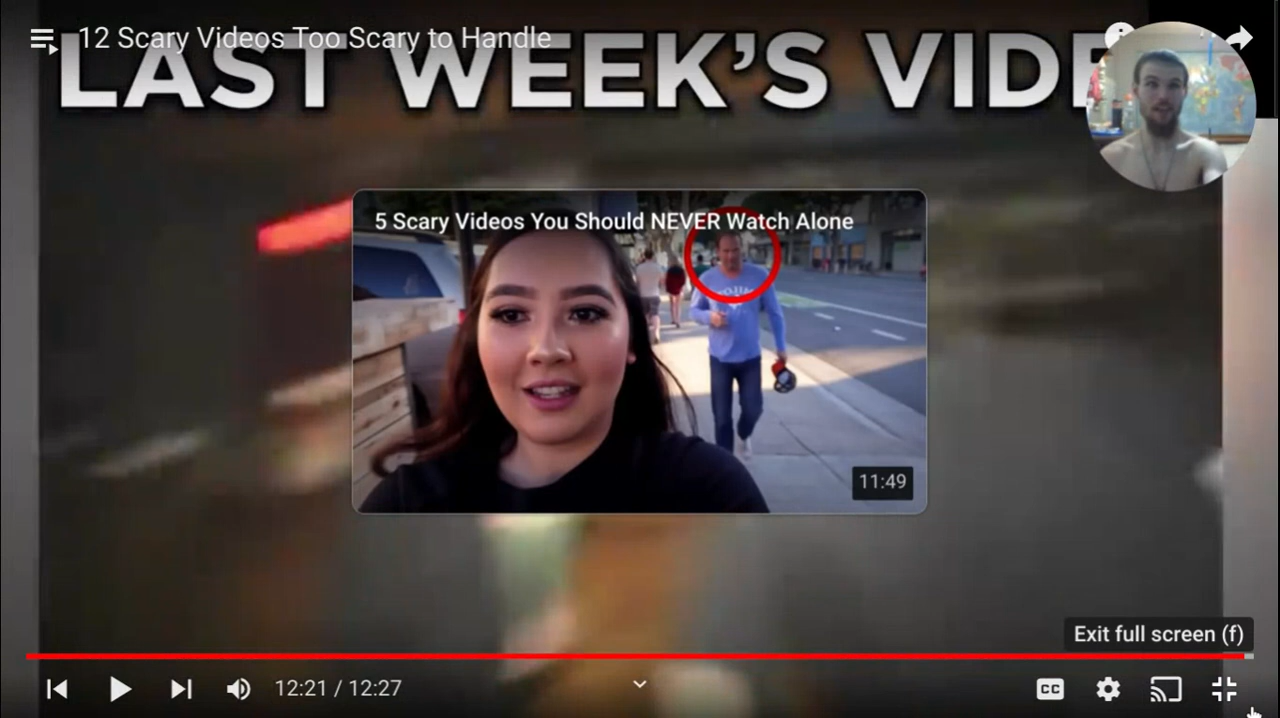 12 Scary Videos Too Scary to Handle
LAST WEEK'S VIDE
5 Scary Videos You Should NEVER Watch Alone
11:49
Exit full screen (f)
12:21 / 12:27
CC